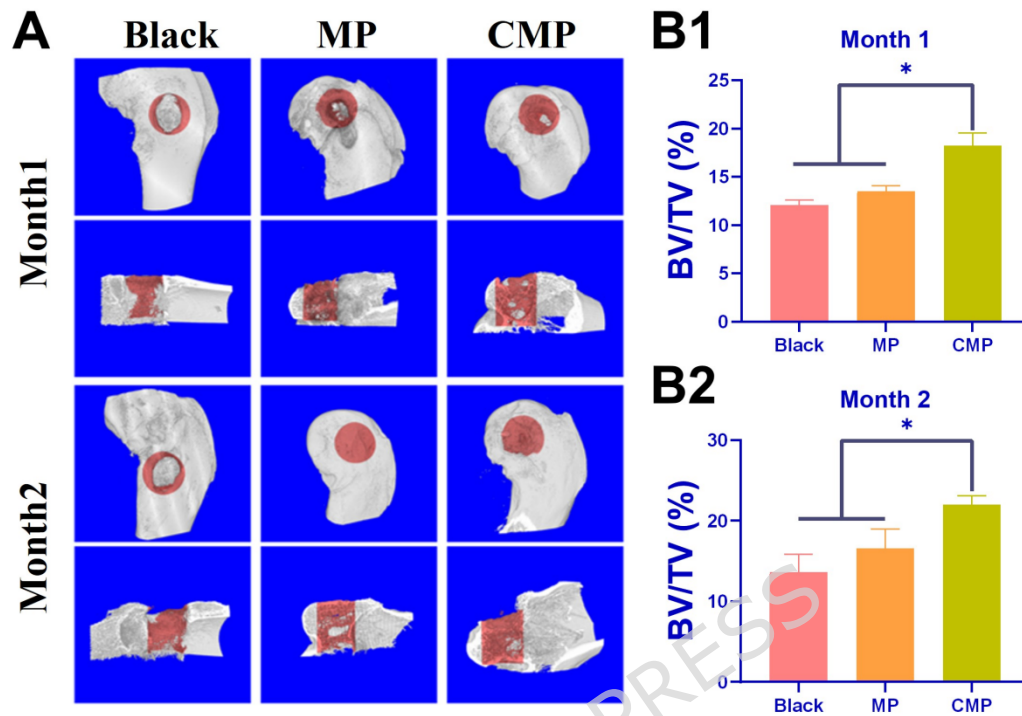 A
Black MP CMP
Month1
Month2
B1
Month 1
*
BV/TV (%)
25
20
15
10
5
0
Black MP CMP
B2
Month 2
*
BV/TV (%)
30
20
10
0
Black MP CMP
PRESS